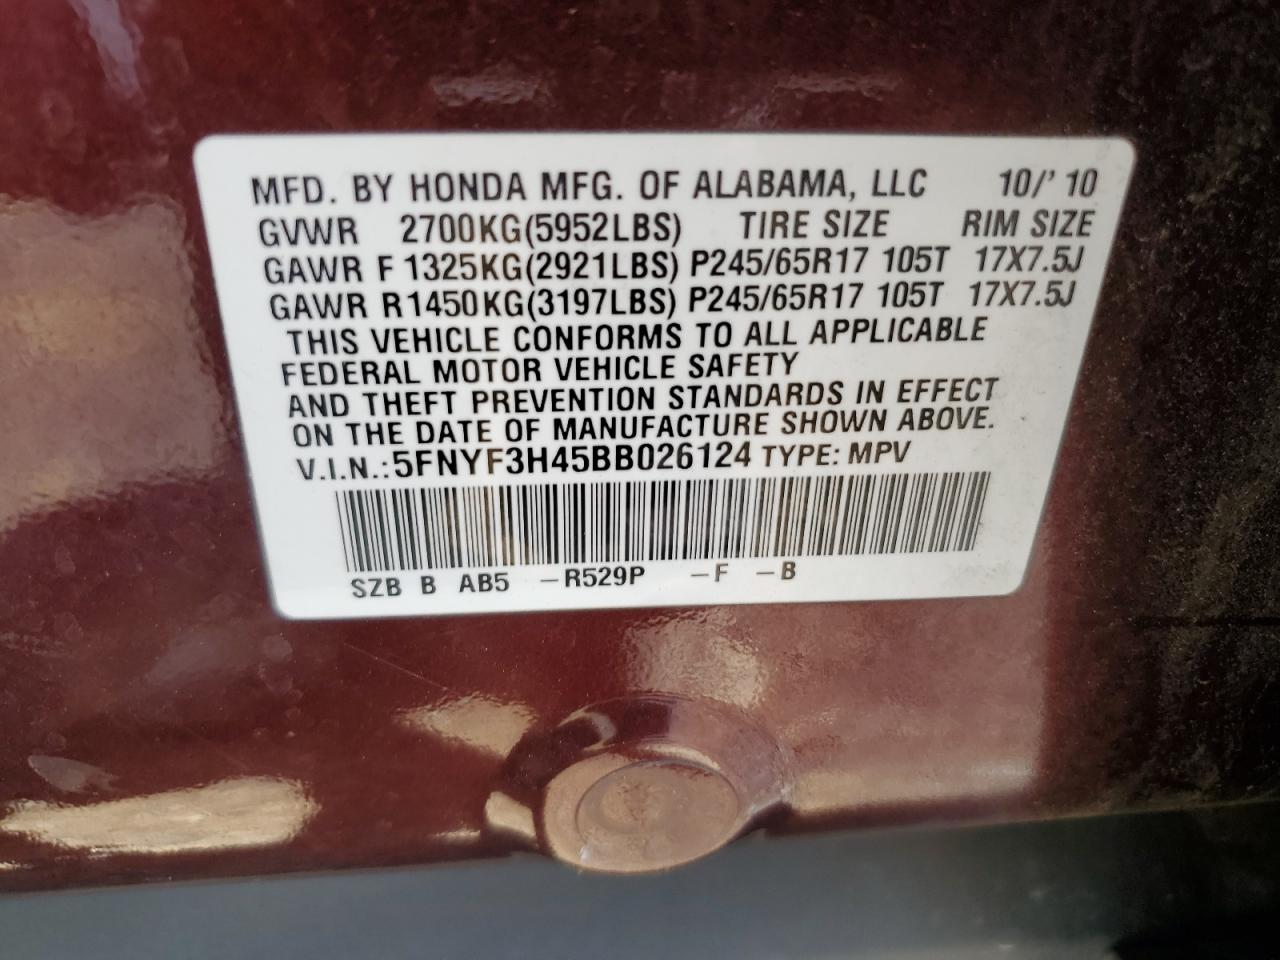 MFD. BY HONDA MFG. OF ALABAMA, LLC 10/'10
GVWR 2700KG(5952LBS) TIRE SIZE RIM SIZE
GAWR F 1325KG(2921LBS) P245/65R17 105T 17X7.5J
GAWR R1450KG(3197LBS) P245/65R17 105T 17X7.5J
THIS VEHICLE CONFORMS TO ALL APPLICABLE
FEDERAL MOTOR VEHICLE SAFETY
AND THEFT PREVENTION STANDARDS IN EFFECT
ON THE DATE OF MANUFACTURE SHOWN ABOVE.
V.I.N.:5FNYF3H45BB026124 TYPE: MPV
SZB B AB5 –R529P –F –B